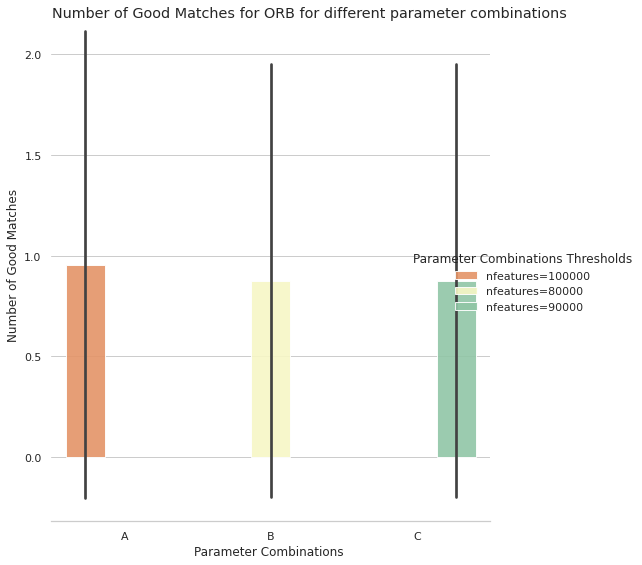 Number of Good Matches for ORB for different parameter combinations
2.0
1.5
1.0
0.5
0.0
Number of Good Matches
Parameter Combinations Thresholds
nfeatures=100000
nfeatures=80000
nfeatures=90000
A B C
Parameter Combinations